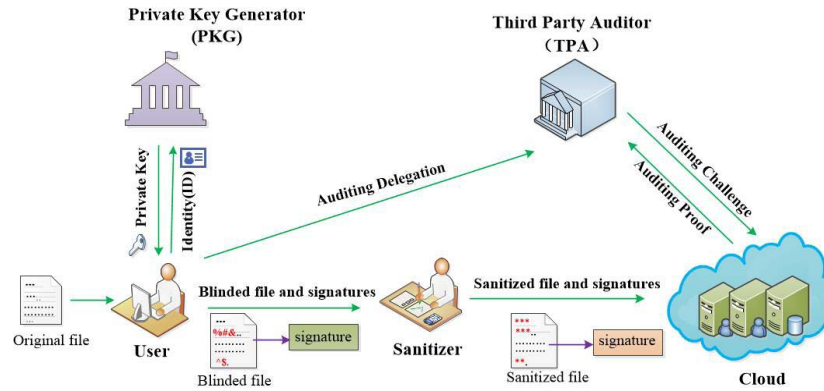 Private Key Generator
(PKG)
Third Party Auditor
(TPA)
Private Key
Identity(ID)
Auditing Delegation
Auditing Challenge
Auditing Proof
Original file
User
Blinded file and signatures
%#&..
^$.
signature
Blinded file
Sanitizer
Sanitized file and signatures
***
***..
**.
signature
Sanitized file
Cloud